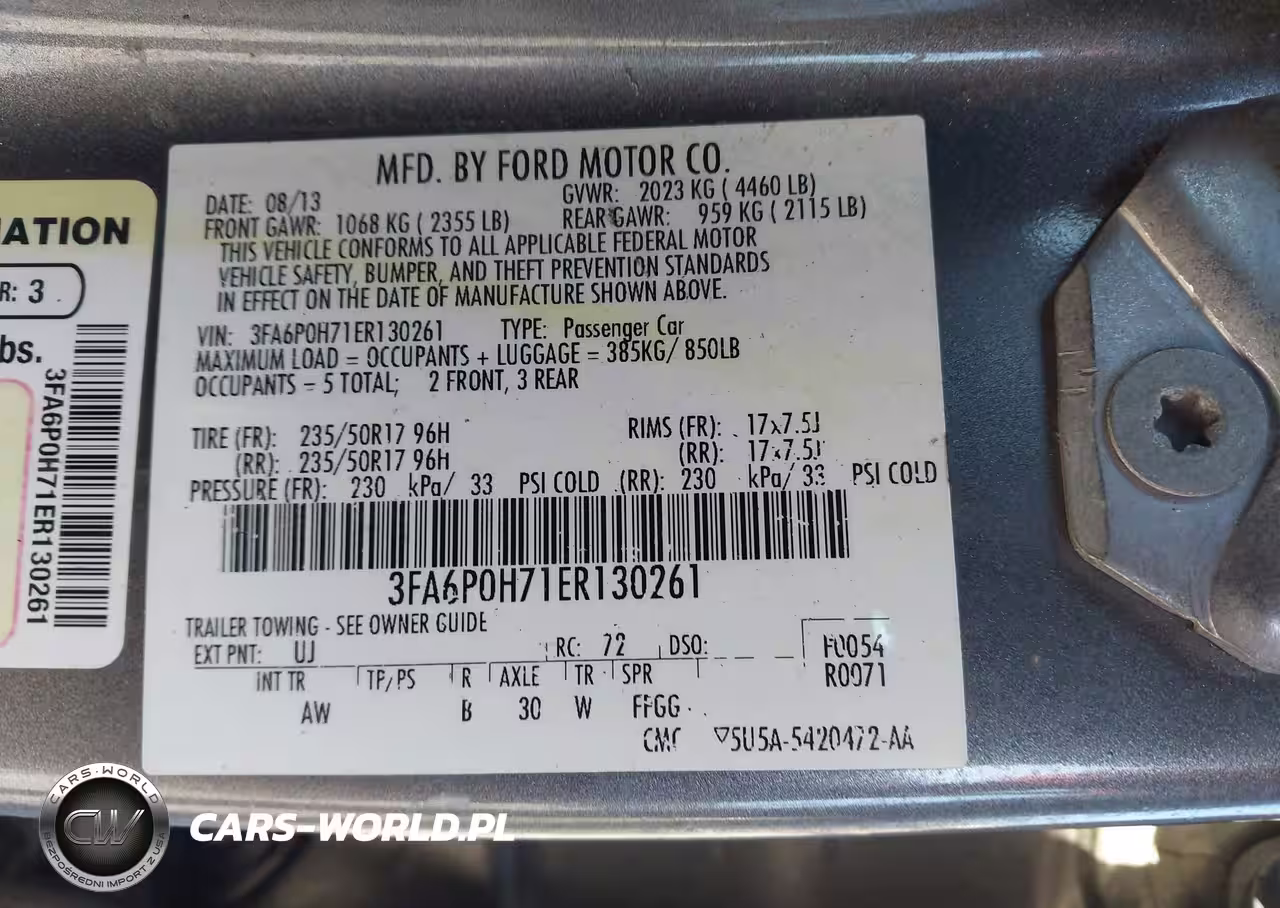 MFD. BY FORD MOTOR CO.
DATE: 08/13 GVWR: 2023 KG ( 4460 LB)
FRONT GAWR: 1068 KG ( 2355 LB) REAR GAWR: 959 KG ( 2115 LB)
THIS VEHICLE CONFORMS TO ALL APPLICABLE FEDERAL MOTOR
VEHICLE SAFETY, BUMPER, AND THEFT PREVENTION STANDARDS
IN EFFECT ON THE DATE OF MANUFACTURE SHOWN ABOVE.
VIN: 3FA6P0H71ER130261 TYPE: Passenger Car
MAXIMUM LOAD = OCCUPANTS + LUGGAGE = 385KG/ 850LB
OCCUPANTS = 5 TOTAL; 2 FRONT, 3 REAR
TIRE (FR): 235/50R17 96H RIMS (FR): 17x7.5J
(RR): 235/50R17 96H (RR): 17x7.5J
PRESSURE (FR): 230 kPa/ 33 PSI COLD (RR): 230 kPa/ 33 PSI COLD
3FA6P0H71ER130261
TRAILER TOWING - SEE OWNER GUIDE
EXT PNT: UJ RC: 72 DSO: F0054
INT TR TP/PS R AXLE TR SPR R0071
AW B 30 W FFGG
CMC ▽5U5A-5420472-AA
IATION
R: 3
bs.
3FA6P0H71ER130261
CARS-WORLD
CW
BEZPOŚREDNI IMPORT Z USA
CARS-WORLD.PL